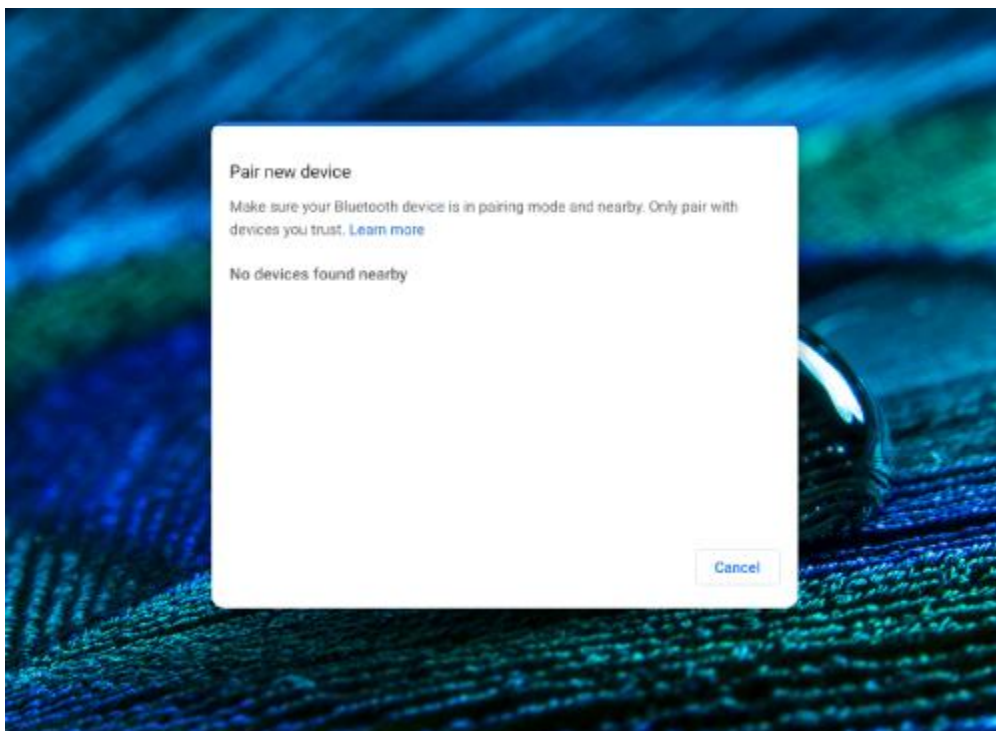 Pair new device
Make sure your Bluetooth device is in pairing mode and nearby. Only pair with
devices you trust. Learn more
No devices found nearby
Cancel